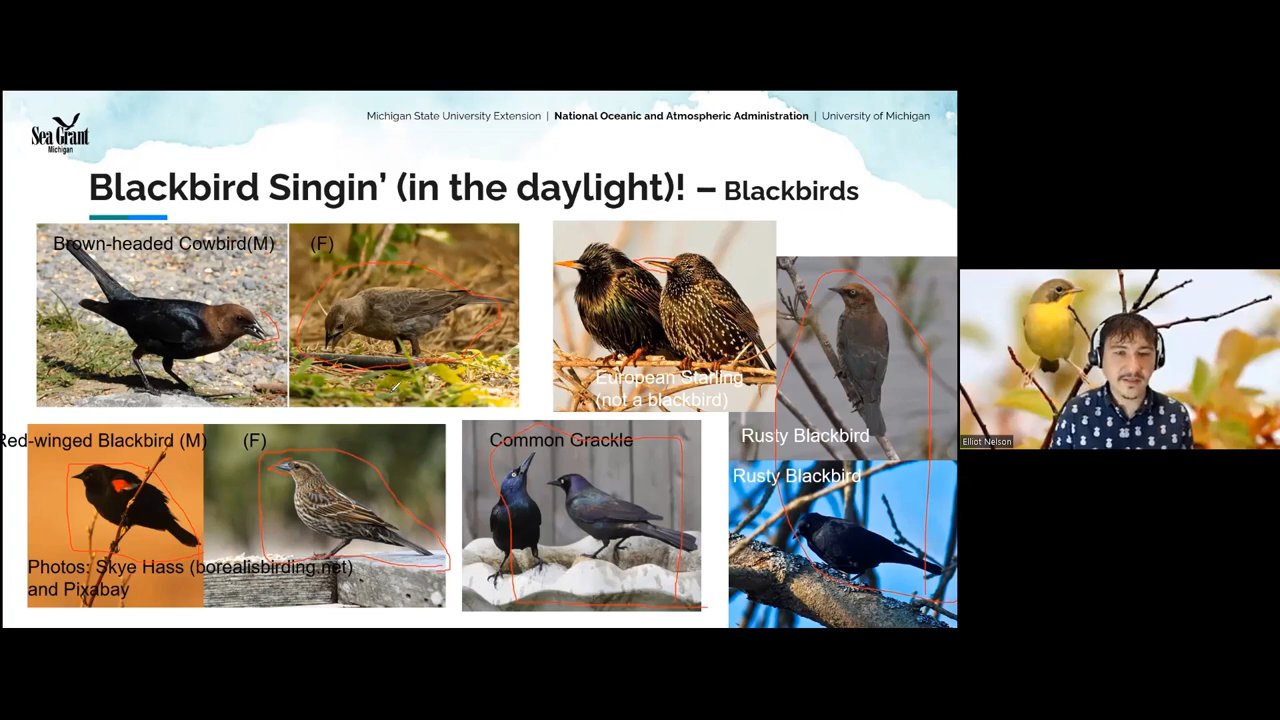 Michigan State University Extension | National Oceanic and Atmospheric Administration | University of Michigan
Sea Grant
Michigan
Blackbird Singin’ (in the daylight)! – Blackbirds
Brown-headed Cowbird(M)
(F)
European Starling
(not a blackbird)
Rusty Blackbird
Rusty Blackbird
Red-winged Blackbird (M)
(F)
Common Grackle
Photos: Skye Hass (borealisbirding.net)
and Pixabay
Elliot Nelson